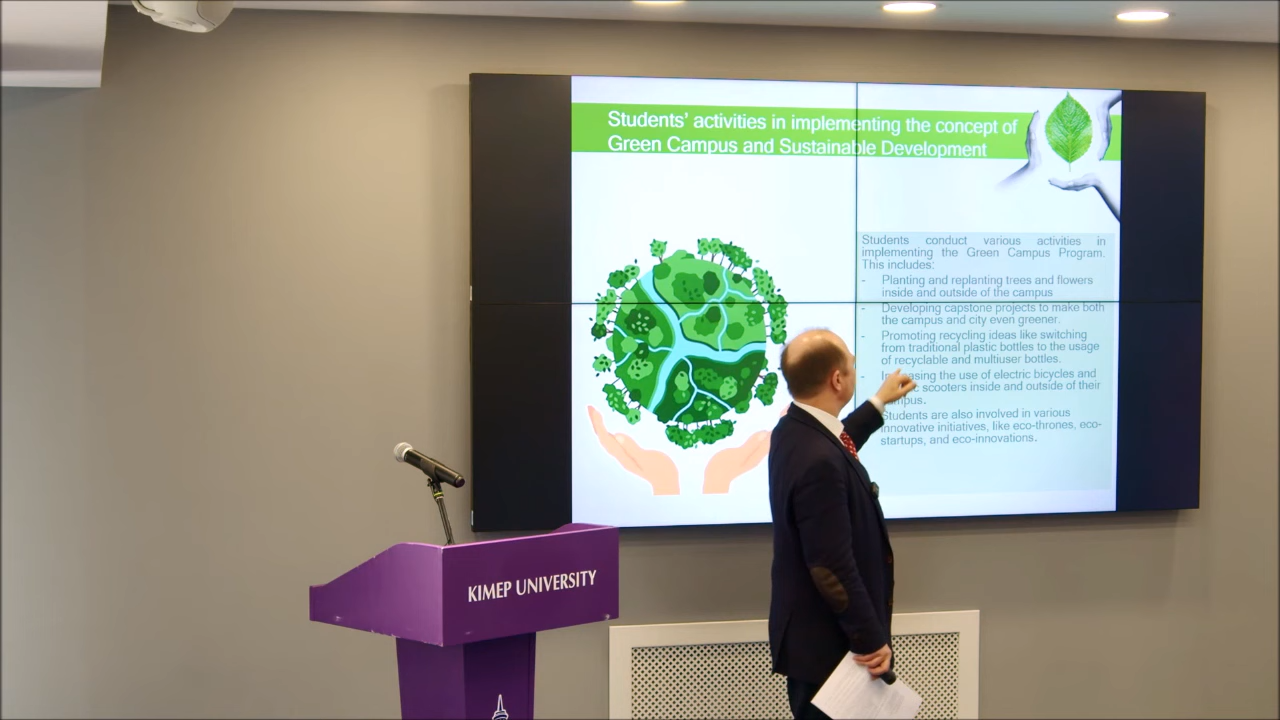 Students' activities in implementing the concept of
Green Campus and Sustainable Development
Students conduct various activities in
implementing the Green Campus Program.
This includes:
- Planting and replanting trees and flowers
inside and outside of the campus
- Developing capstone projects to make both
the campus and city even greener.
- Promoting recycling ideas like switching
from traditional plastic bottles to the usage
of recyclable and multiuser bottles.
- the use of electric bicycles and
scooters inside and outside of their
Students are also involved in various
innovative initiatives, like eco-thrones, eco-
startups, and eco-innovations.
KIMEP UNIVERSITY